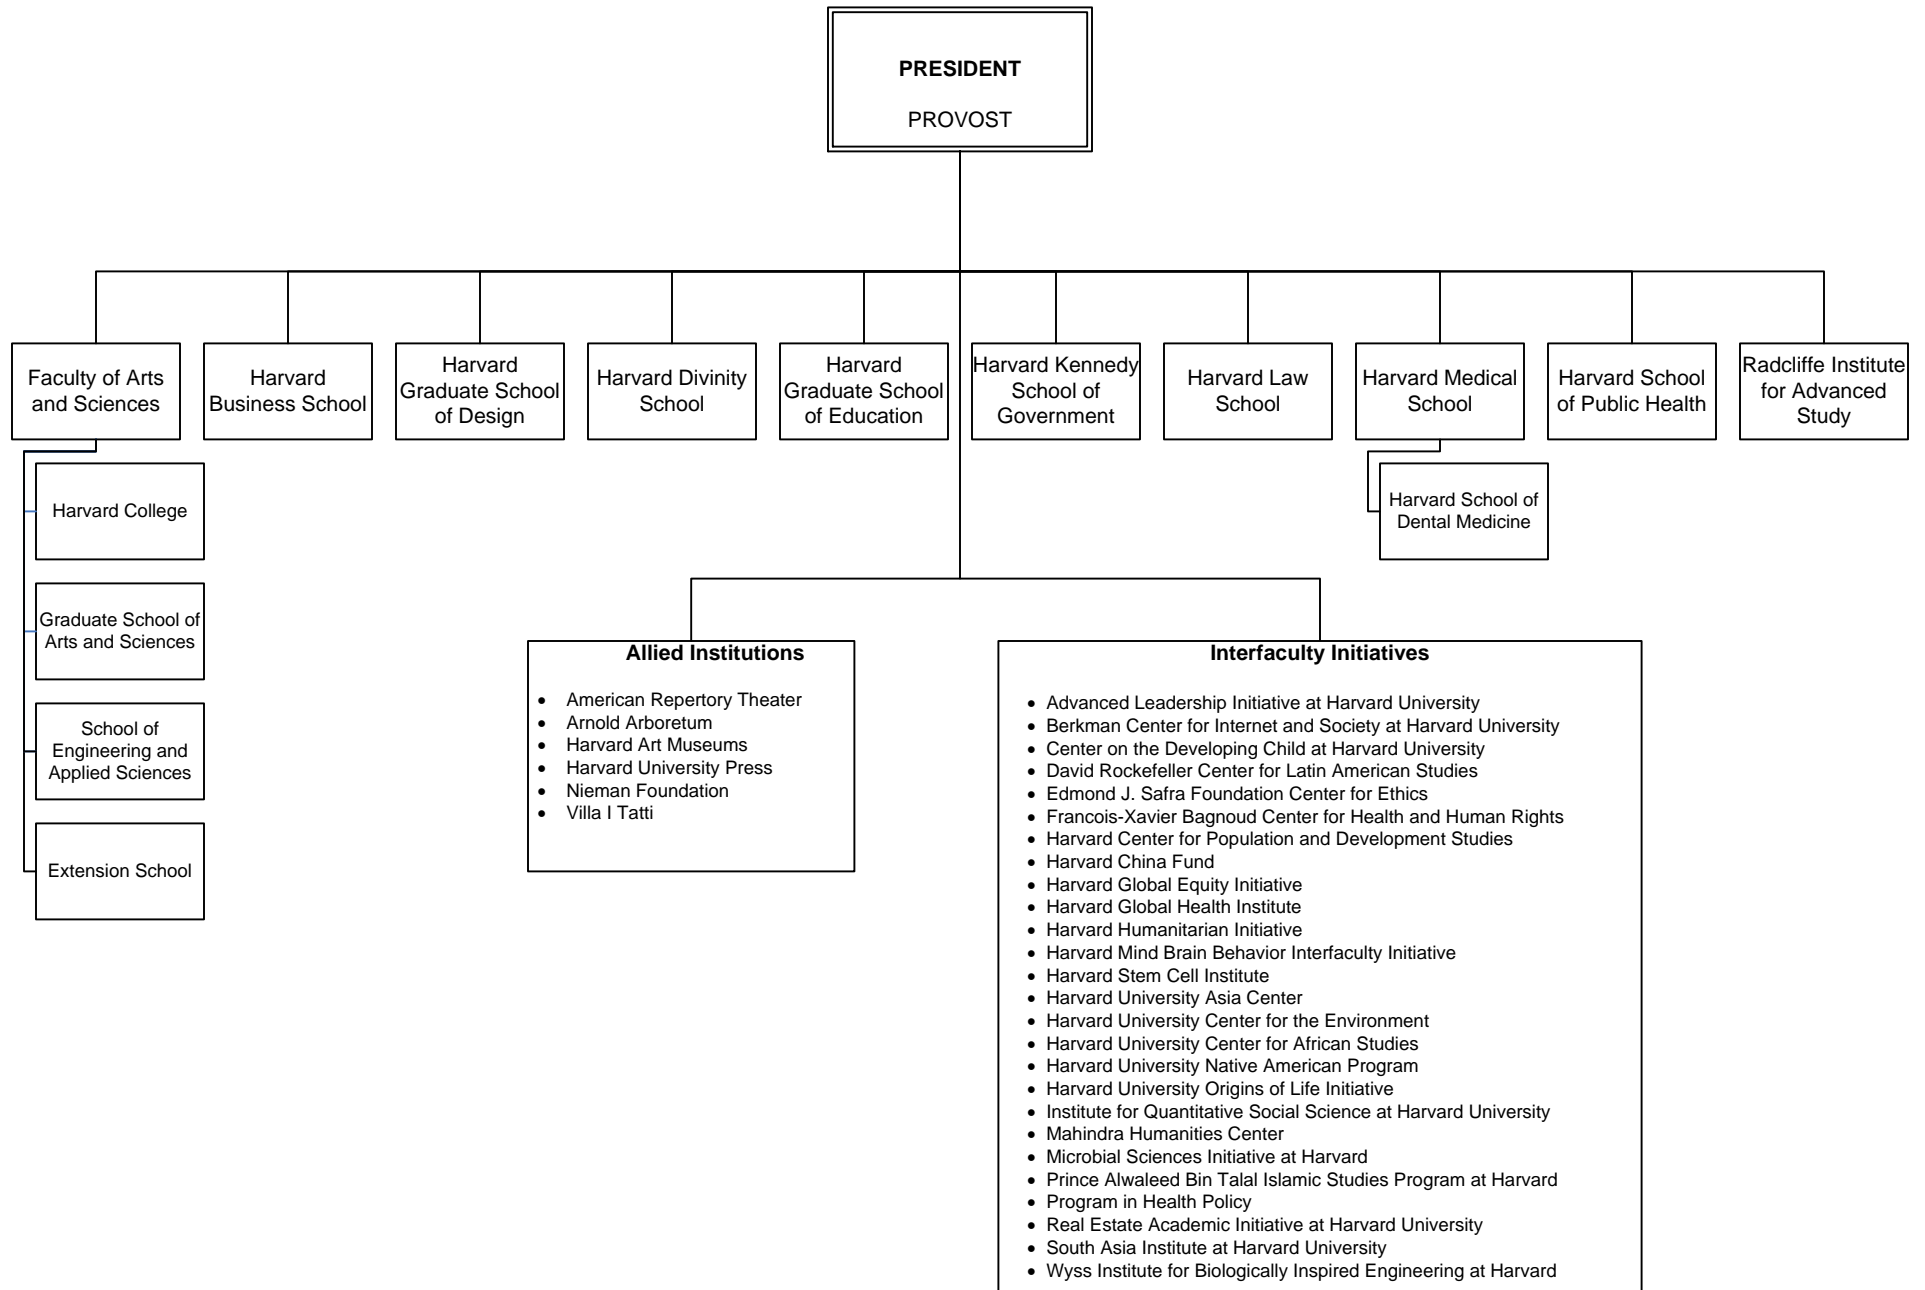 PRESIDENT
PROVOST
Faculty of Arts
and Sciences
Harvard
Business School
Harvard
Graduate School
of Design
Harvard Divinity
School
Harvard
Graduate School
of Education
Harvard Kennedy
School of
Government
Harvard Law
School
Harvard Medical
School
Harvard School
of Public Health
Radcliffe Institute
for Advanced
Study
Harvard College
Graduate School of
Arts and Sciences
School of
Engineering and
Applied Sciences
Extension School
Harvard School of
Dental Medicine
Allied Institutions
• American Repertory Theater
• Arnold Arboretum
• Harvard Art Museums
• Harvard University Press
• Nieman Foundation
• Villa I Tatti
Interfaculty Initiatives
• Advanced Leadership Initiative at Harvard University
• Berkman Center for Internet and Society at Harvard University
• Center on the Developing Child at Harvard University
• David Rockefeller Center for Latin American Studies
• Edmond J. Safra Foundation Center for Ethics
• Francois-Xavier Bagnoud Center for Health and Human Rights
• Harvard Center for Population and Development Studies
• Harvard China Fund
• Harvard Global Equity Initiative
• Harvard Global Health Institute
• Harvard Humanitarian Initiative
• Harvard Mind Brain Behavior Interfaculty Initiative
• Harvard Stem Cell Institute
• Harvard University Asia Center
• Harvard University Center for the Environment
• Harvard University Center for African Studies
• Harvard University Native American Program
• Harvard University Origins of Life Initiative
• Institute for Quantitative Social Science at Harvard University
• Mahindra Humanities Center
• Microbial Sciences Initiative at Harvard
• Prince Alwaleed Bin Talal Islamic Studies Program at Harvard
• Program in Health Policy
• Real Estate Academic Initiative at Harvard University
• South Asia Institute at Harvard University
• Wyss Institute for Biologically Inspired Engineering at Harvard